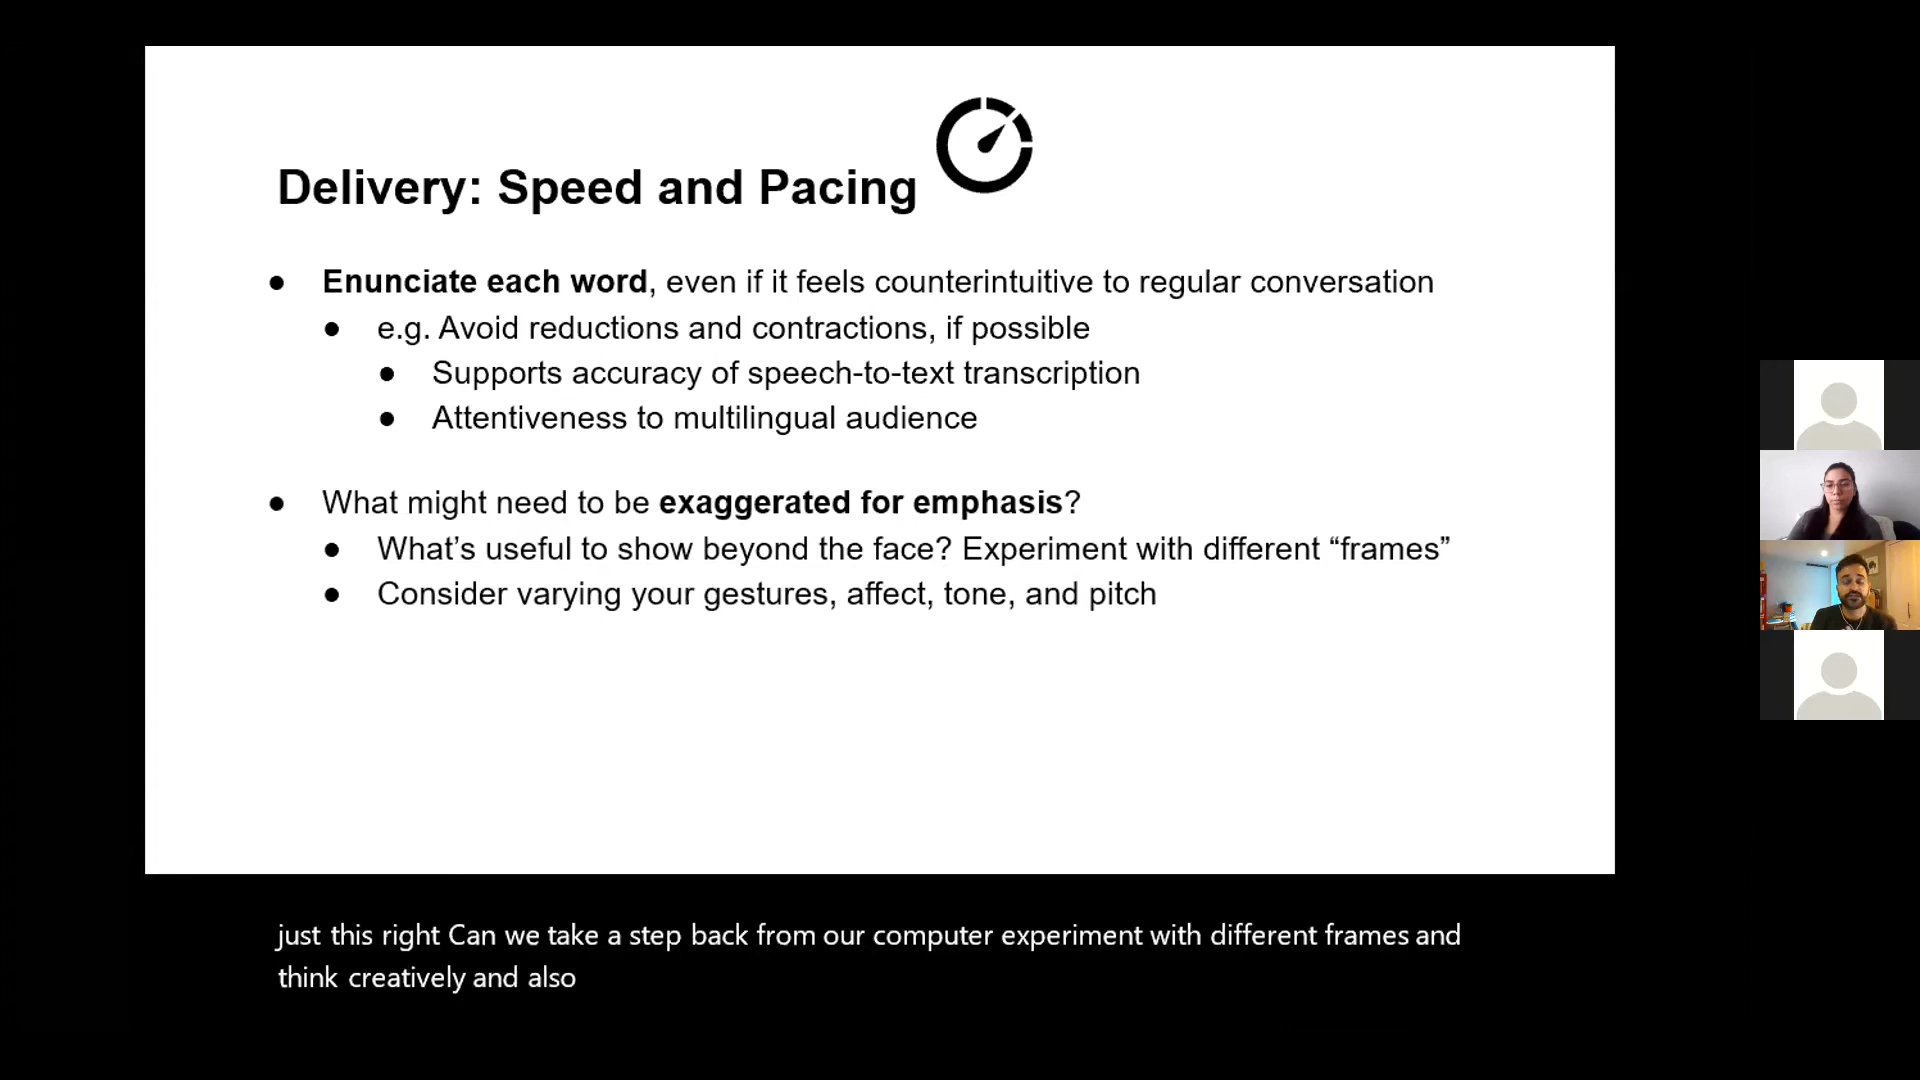 Delivery: Speed and Pacing
● Enunciate each word, even if it feels counterintuitive to regular conversation
● e.g. Avoid reductions and contractions, if possible
● Supports accuracy of speech-to-text transcription
● Attentiveness to multilingual audience
● What might need to be exaggerated for emphasis?
● What’s useful to show beyond the face? Experiment with different “frames”
● Consider varying your gestures, affect, tone, and pitch
just this right Can we take a step back from our computer experiment with different frames and
think creatively and also